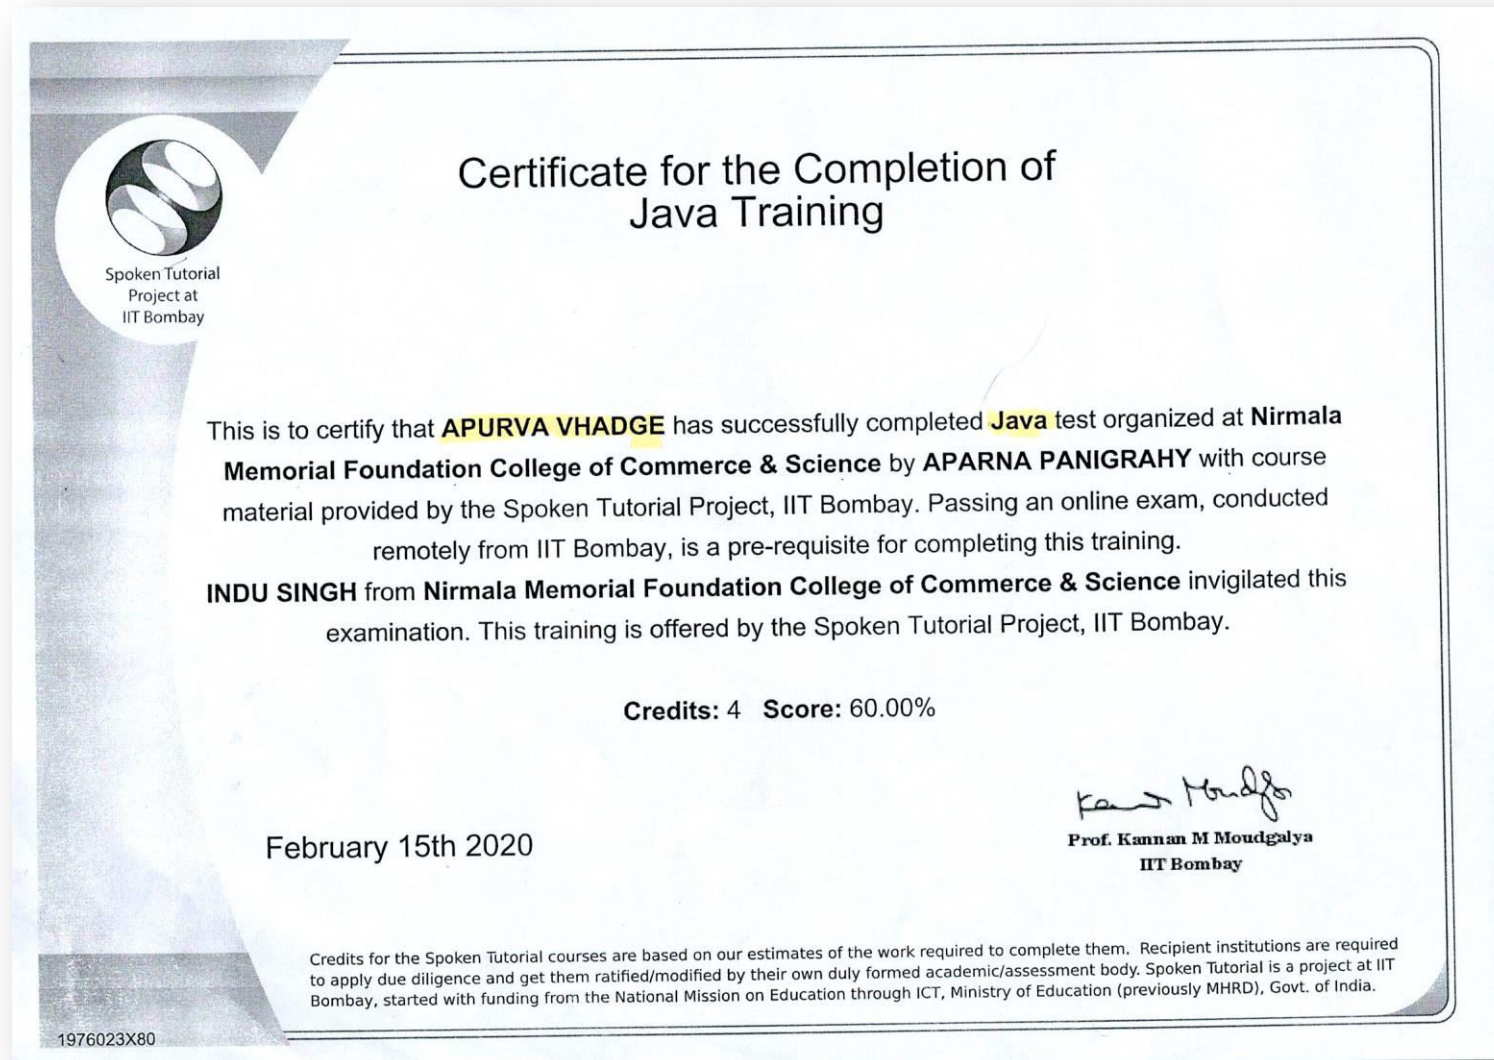 Certificate for the Completion of
Java Training
Spoken Tutorial
Project at
IIT Bombay
This is to certify that APURVA VHADGE has successfully completed Java test organized at Nirmala
Memorial Foundation College of Commerce & Science by APARNA PANIGRAHY with course
material provided by the Spoken Tutorial Project, IIT Bombay. Passing an online exam, conducted
remotely from IIT Bombay, is a pre-requisite for completing this training.
INDU SINGH from Nirmala Memorial Foundation College of Commerce & Science invigilated this
examination. This training is offered by the Spoken Tutorial Project, IIT Bombay.
Credits: 4 Score: 60.00%
February 15th 2020
Prof. Kannan M Moudgalya
IIT Bombay
Credits for the Spoken Tutorial courses are based on our estimates of the work required to complete them. Recipient institutions are required
to apply due diligence and get them ratified/modified by their own duly formed academic/assessment body. Spoken Tutorial is a project at IIT
Bombay, started with funding from the National Mission on Education through ICT, Ministry of Education (previously MHRD), Govt. of India.
1976023X80